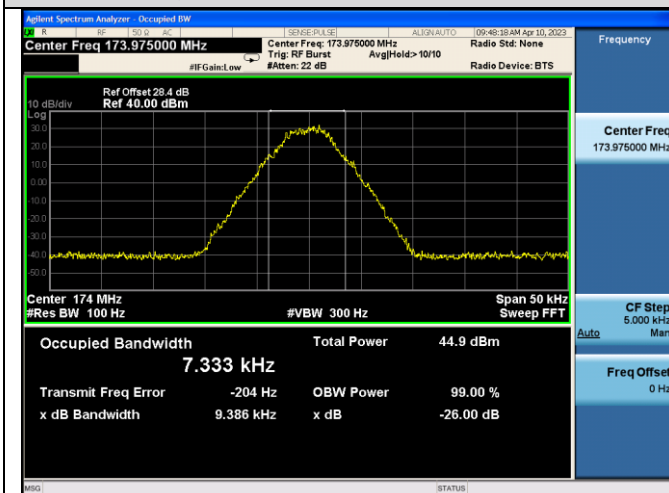 Agilent Spectrum Analyzer - Occupied BW
R RF 50 Ω AC SENSE:PULSE ALIGN AUTO 09:48:18 AM Apr 10, 2023
Center Freq 173.975000 MHz
Center Freq: 173.975000 MHz
Radio Std: None
Trig: RF Burst Avg|Hold:> 10/10
#IFGain:Low #Atten: 22 dB Radio Device: BTS
Frequency
Ref Offset 28.4 dB
10 dB/div Ref 40.00 dBm
Log
30.0
20.0
10.0
0.00
-10.0
-20.0
-30.0
-40.0
-50.0
Center Freq
173.975000 MHz
Center 174 MHz Span 50 kHz
#Res BW 100 Hz #VBW 300 Hz Sweep FFT
CF Step
5.000 kHz
Auto Man
Occupied Bandwidth Total Power 44.9 dBm
7.333 kHz
Transmit Freq Error -204 Hz OBW Power 99.00 %
x dB Bandwidth 9.386 kHz x dB -26.00 dB
Freq Offset
0 Hz
MSG STATUS